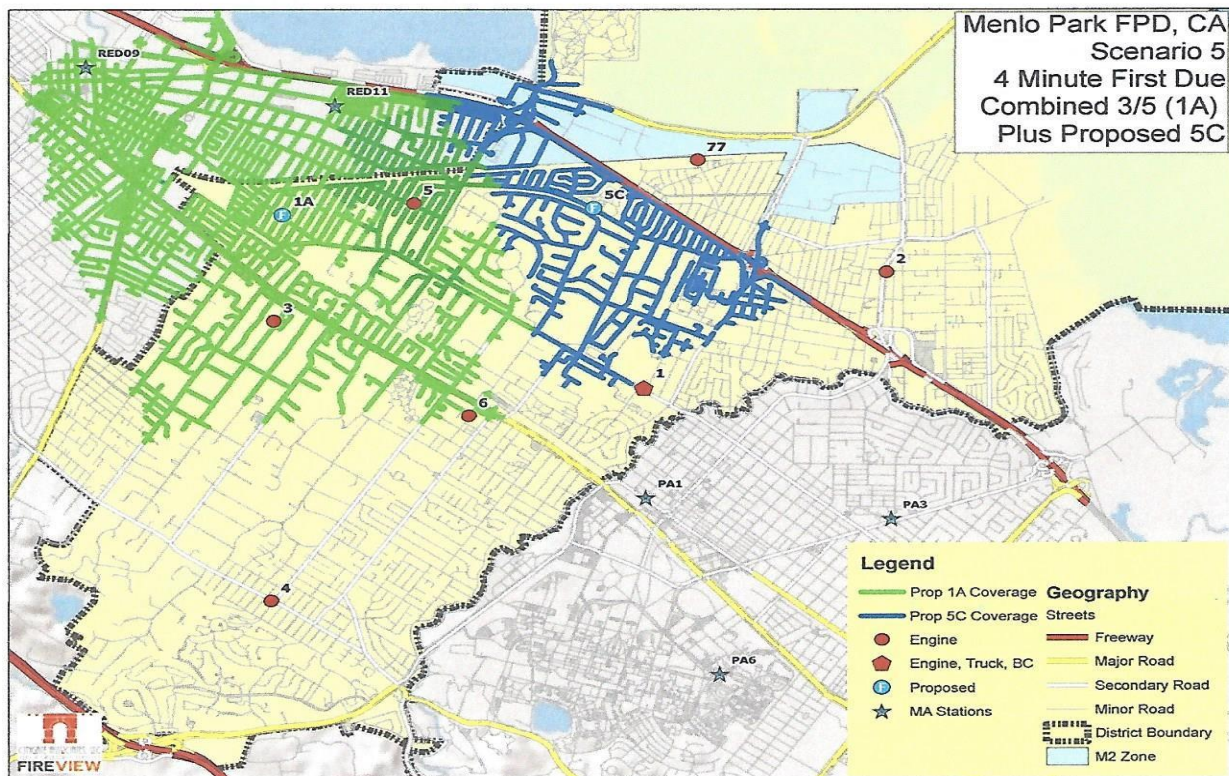 Menlo Park FPD, CA
Scenario 5
4 Minute First Due
Combined 3/5 (1A)
Plus Proposed 5C
RED09
RED11
77
5
1A
5C
2
3
1
6
PA1
PA3
4
PA6
Legend
Prop 1A Coverage
Prop 5C Coverage
Engine
Engine, Truck, BC
Proposed
MA Stations
Geography
Streets
Freeway
Major Road
Secondary Road
Minor Road
District Boundary
M2 Zone
F
F
F
FIREVIEW